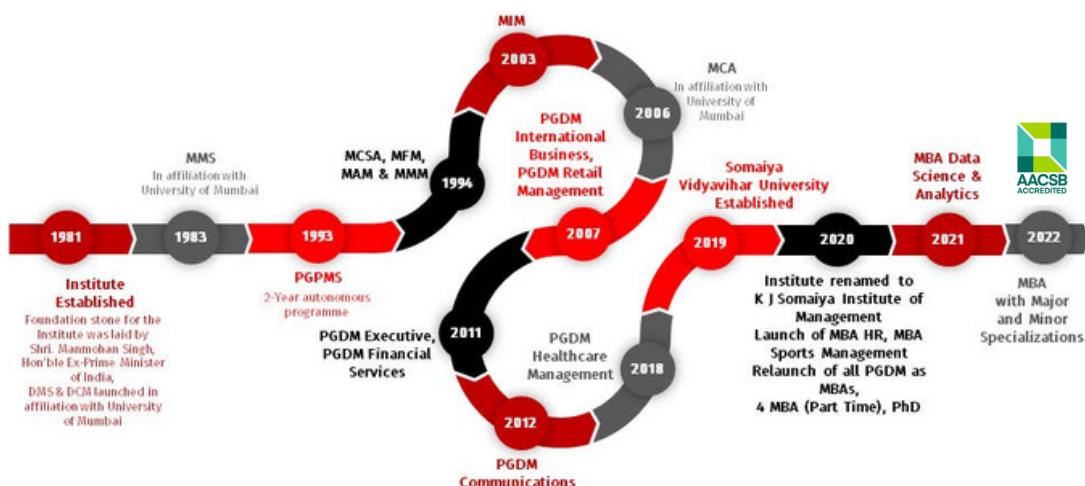 1981
Institute
Established
Foundation stone for the
Institute was laid by
Shri. Manmohan Singh,
Hon'ble Ex-Prime Minister
of India,
DMS & DCM launched in
affiliation with University
of Mumbai
MMS
In affiliation with
University of Mumbai
1983
1993
PGPMS
2-Year autonomous
programme
MCSA, MFM,
MAM & MMM
1994
MIM
2003
MCA
In affiliation with
University of
Mumbai
2006
PGDM
International
Business,
PGDM Retail
Management
2007
PGDM Executive,
PGDM Financial
Services
2011
2012
PGDM
Communications
PGDM
Healthcare
Management
2018
Somaiya
Vidyavihar University
Established
2019
2020
Institute renamed to
K J Somaiya Institute of
Management
Launch of MBA HR, MBA
Sports Management
Relaunch of all PGDM as
MBAs,
4 MBA (Part Time), PhD
MBA Data
Science &
Analytics
2021
AACSB
ACCREDITED
2022
MBA
with Major
and Minor
Specializations